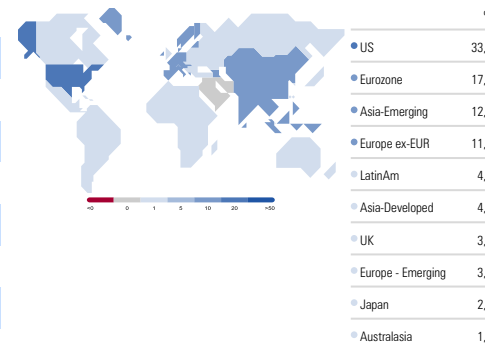 US 33,
Eurozone 17,
Asia-Emerging 12,
Europe ex-EUR 11,
LatinAm 4,
Asia-Developed 4,
UK 3,
Europe - Emerging 3,
Japan 2,
Australasia 1,
<0 0 1 5 10 20 >50